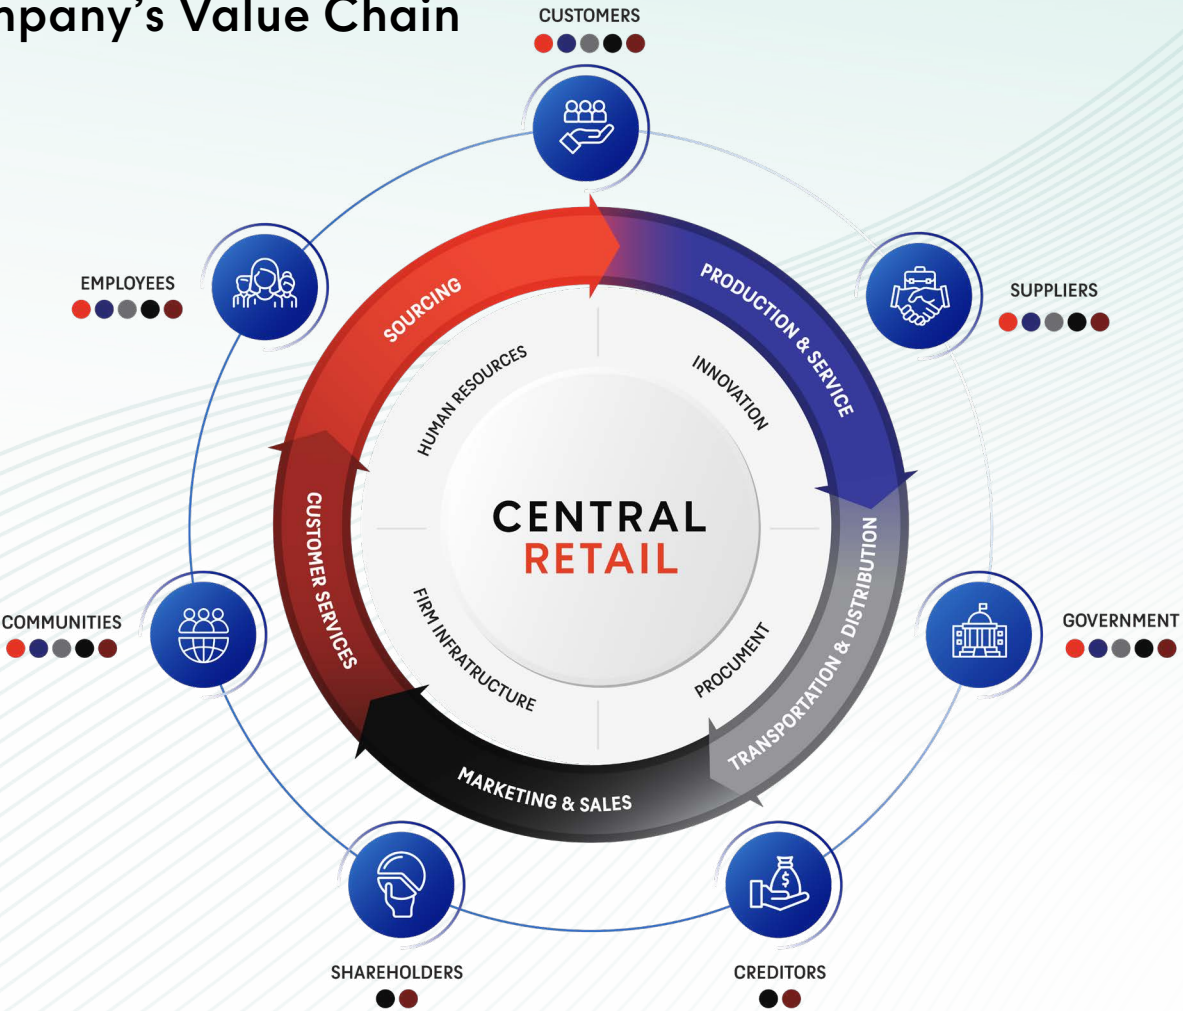 mpany's Value Chain
CUSTOMERS
EMPLOYEES
SUPPLIERS
SOURCING
PRODUCTION & SERVICE
HUMAN RESOURCES
INNOVATION
CENTRAL
RETAIL
CUSTOMER SERVICES
TRANSPORTATION & DISTRIBUTION
FIRM INFRATRUCTURE
PROCUMENT
COMMUNITIES
GOVERNMENT
MARKETING & SALES
$
SHAREHOLDERS
CREDITORS